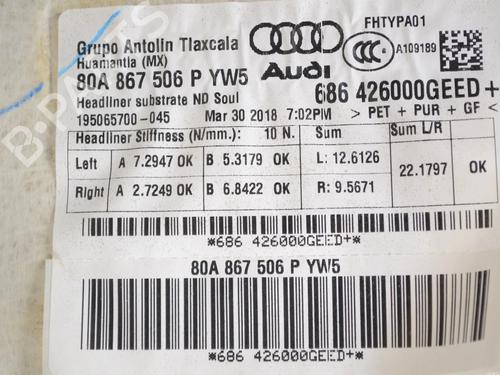 FHTYPA01
Grupo Antolin Tlaxcala
Huamantla (MX)
CCC
A109189
80A 867 506 P YW5
Audi
686 426000GEED+
Headliner substrate ND Soul
195065700-045 Mar 30 2018 7:02PM > PET + PUR + GF <
Headliner Stiffness (N/mm.): 10 N. Sum Sum L/R
Left A 7.2947 OK B 5.3179 OK L: 12.6126 22.1797 OK
Right A 2.7249 OK B 6.8422 OK R: 9.5671
*686 426000GEED+*
80A 867 506 P YW5
*686 426000GEED+*
B-PARTS